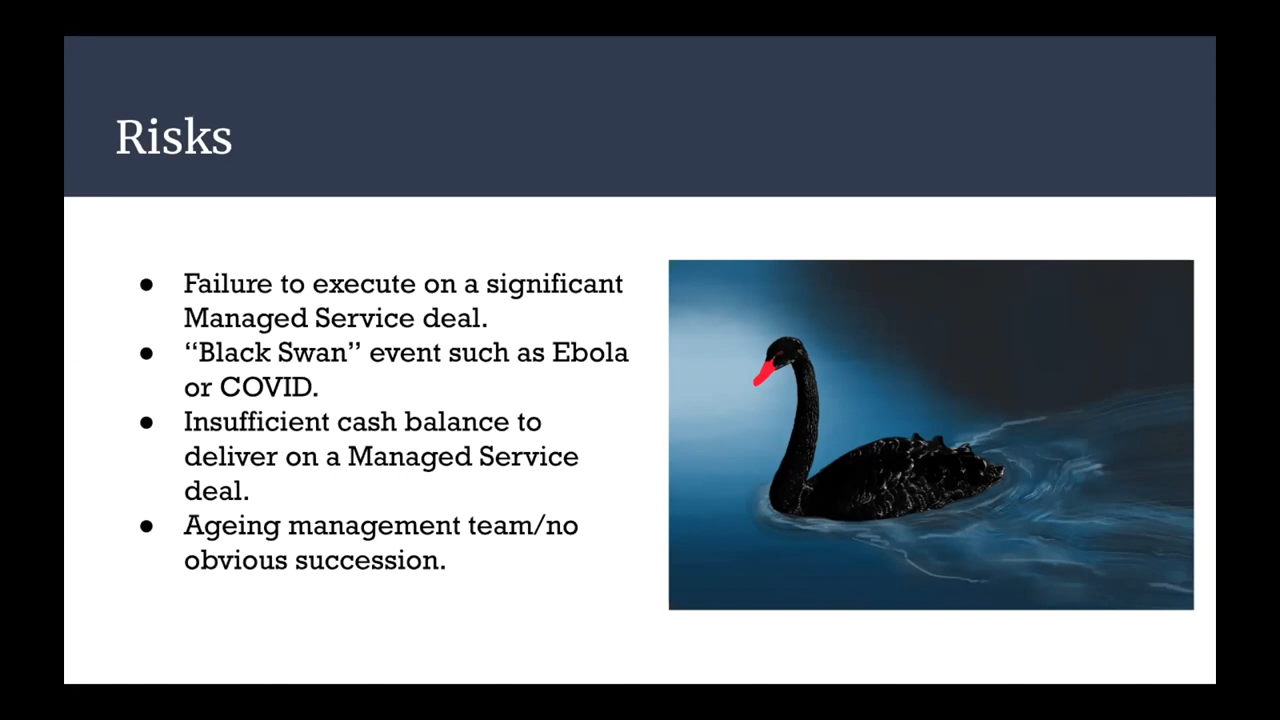 Risks
● Failure to execute on a significant
Managed Service deal.
● “Black Swan” event such as Ebola
or COVID.
● Insufficient cash balance to
deliver on a Managed Service
deal.
● Ageing management team/no
obvious succession.